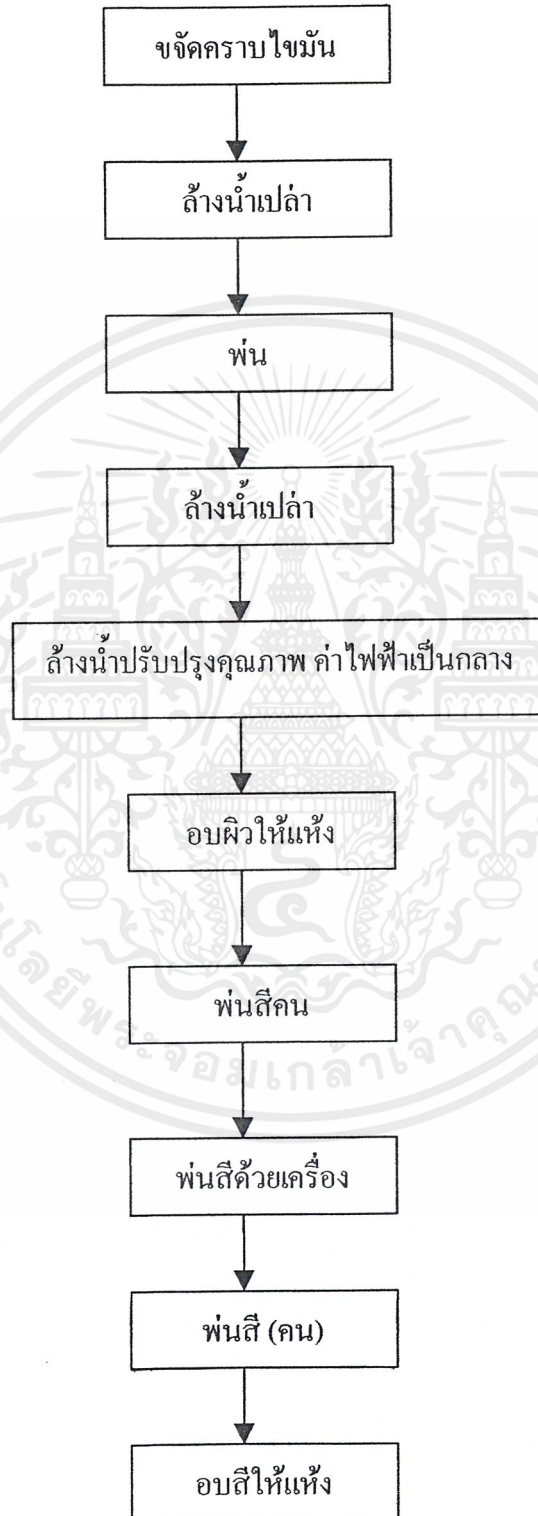 ขจัดคราบไขมัน
ล้างน้ำเปล่า
พ่น
ล้างน้ำเปล่า
ล้างน้ำปรับปรุงคุณภาพ ค่าไฟฟ้าเป็นกลาง
อบผิวให้แห้ง
พ่นสีคน
พ่นสีด้วยเครื่อง
พ่นสี (คน)
อบสีให้แห้ง